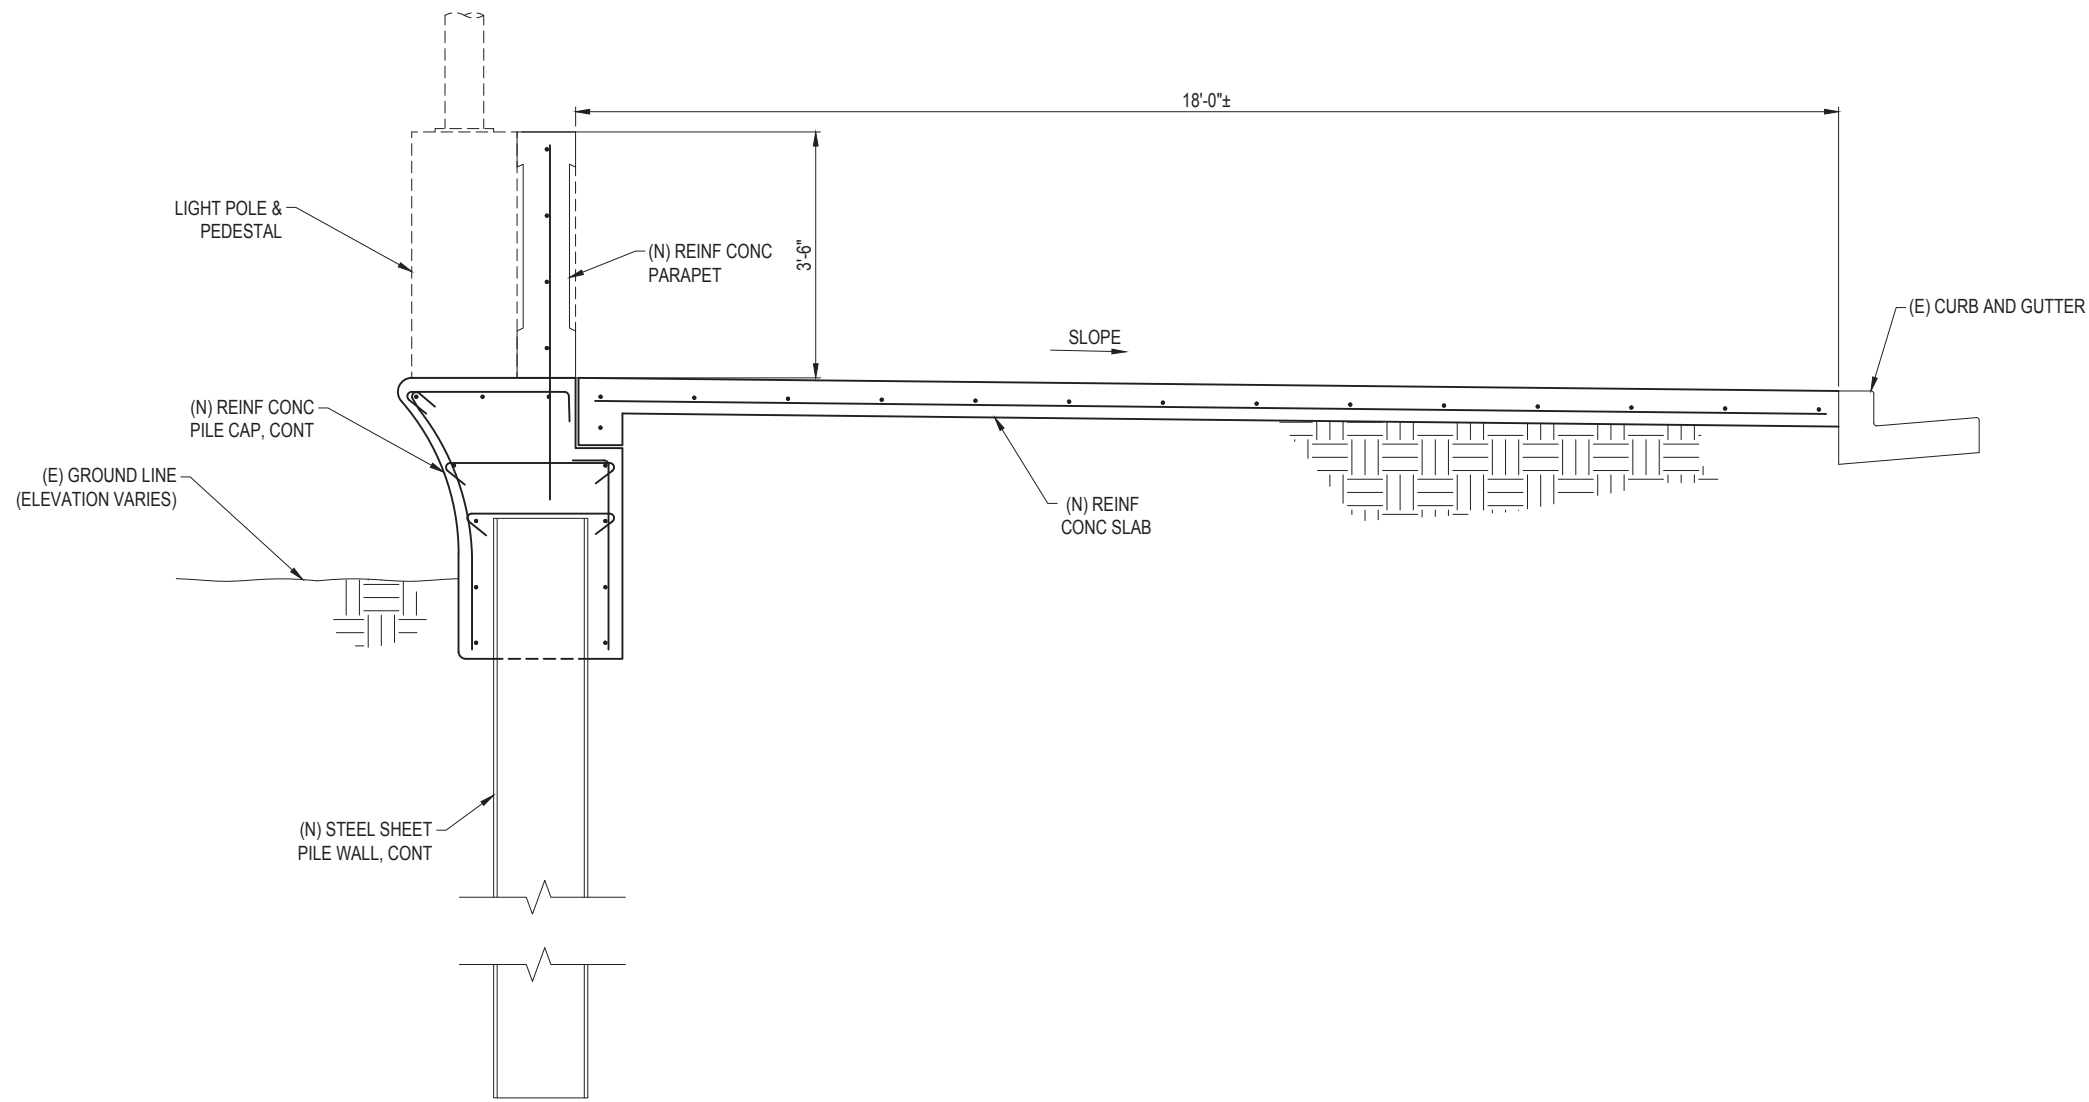 18'-0"±
LIGHT POLE &
PEDESTAL
(N) REINF CONC
PARAPET
3'-6"
(E) CURB AND GUTTER
SLOPE
(N) REINF CONC
PILE CAP, CONT
(E) GROUND LINE
(ELEVATION VARIES)
(N) REINF
CONC SLAB
(N) STEEL SHEET
PILE WALL, CONT